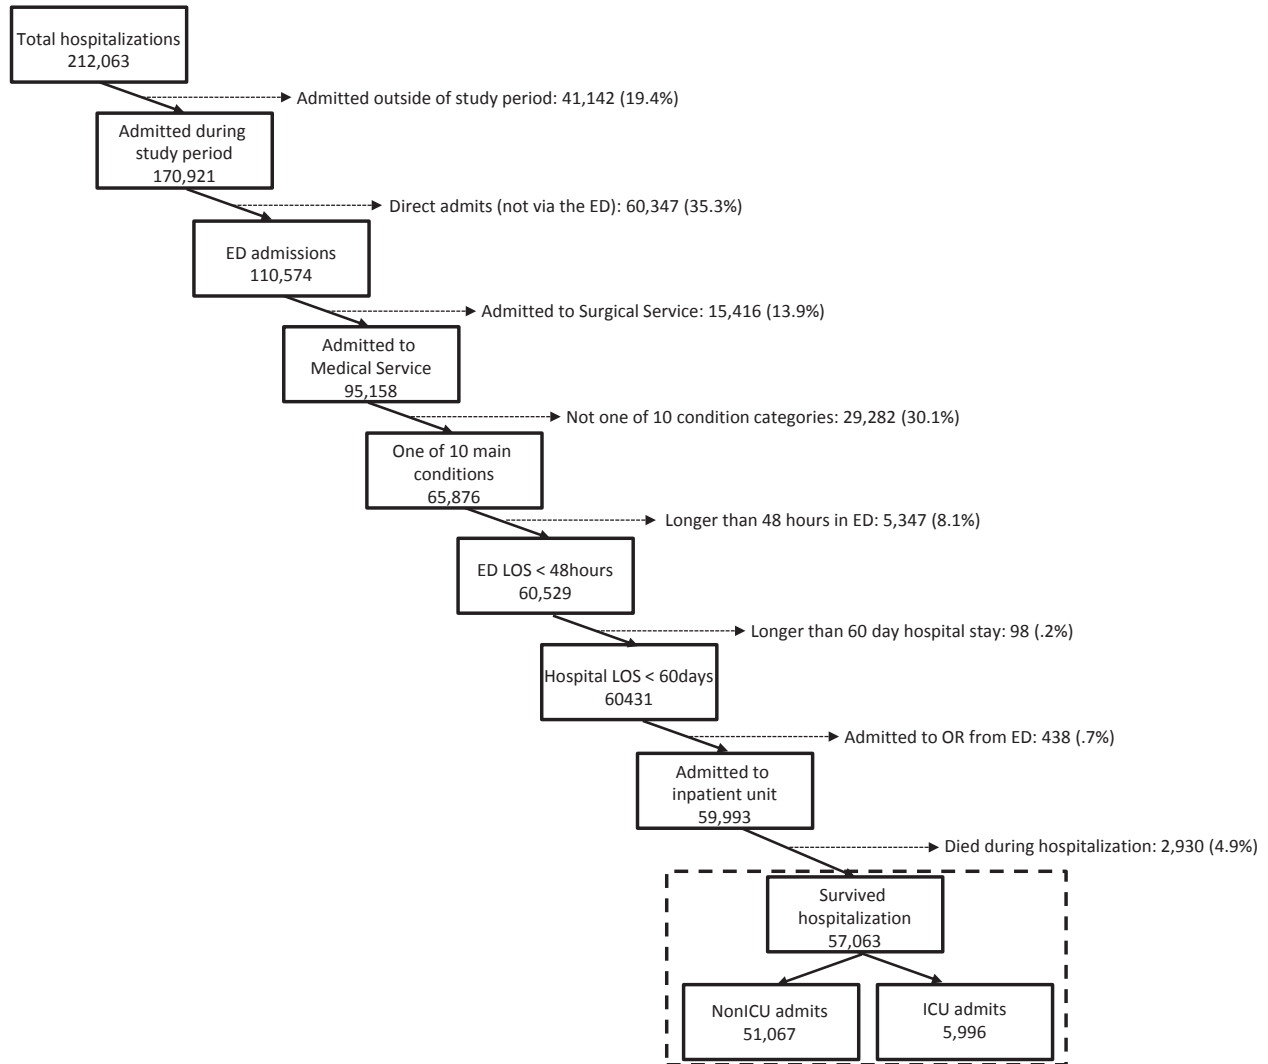 Total hospitalizations
212,063
Admitted outside of study period: 41,142 (19.4%)
Admitted during
study period
170,921
Direct admits (not via the ED): 60,347 (35.3%)
ED admissions
110,574
Admitted to Surgical Service: 15,416 (13.9%)
Admitted to
Medical Service
95,158
Not one of 10 condition categories: 29,282 (30.1%)
One of 10 main
conditions
65,876
Longer than 48 hours in ED: 5,347 (8.1%)
ED LOS < 48hours
60,529
Longer than 60 day hospital stay: 98 (.2%)
Hospital LOS < 60days
60431
Admitted to OR from ED: 438 (.7%)
Admitted to
inpatient unit
59,993
Died during hospitalization: 2,930 (4.9%)
Survived
hospitalization
57,063
NonICU admits
51,067
ICU admits
5,996